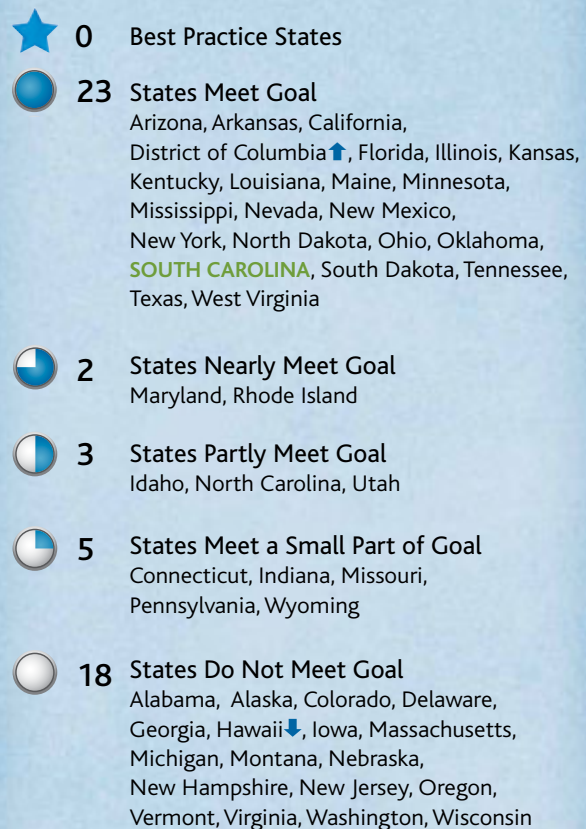 0 Best Practice States
23 States Meet Goal
Arizona, Arkansas, California,
District of Columbia⬆, Florida, Illinois, Kansas,
Kentucky, Louisiana, Maine, Minnesota,
Mississippi, Nevada, New Mexico,
New York, North Dakota, Ohio, Oklahoma,
SOUTH CAROLINA, South Dakota, Tennessee,
Texas, West Virginia
2 States Nearly Meet Goal
Maryland, Rhode Island
3 States Partly Meet Goal
Idaho, North Carolina, Utah
5 States Meet a Small Part of Goal
Connecticut, Indiana, Missouri,
Pennsylvania, Wyoming
18 States Do Not Meet Goal
Alabama, Alaska, Colorado, Delaware,
Georgia, Hawaii⬇, Iowa, Massachusetts,
Michigan, Montana, Nebraska,
New Hampshire, New Jersey, Oregon,
Vermont, Virginia, Washington, Wisconsin